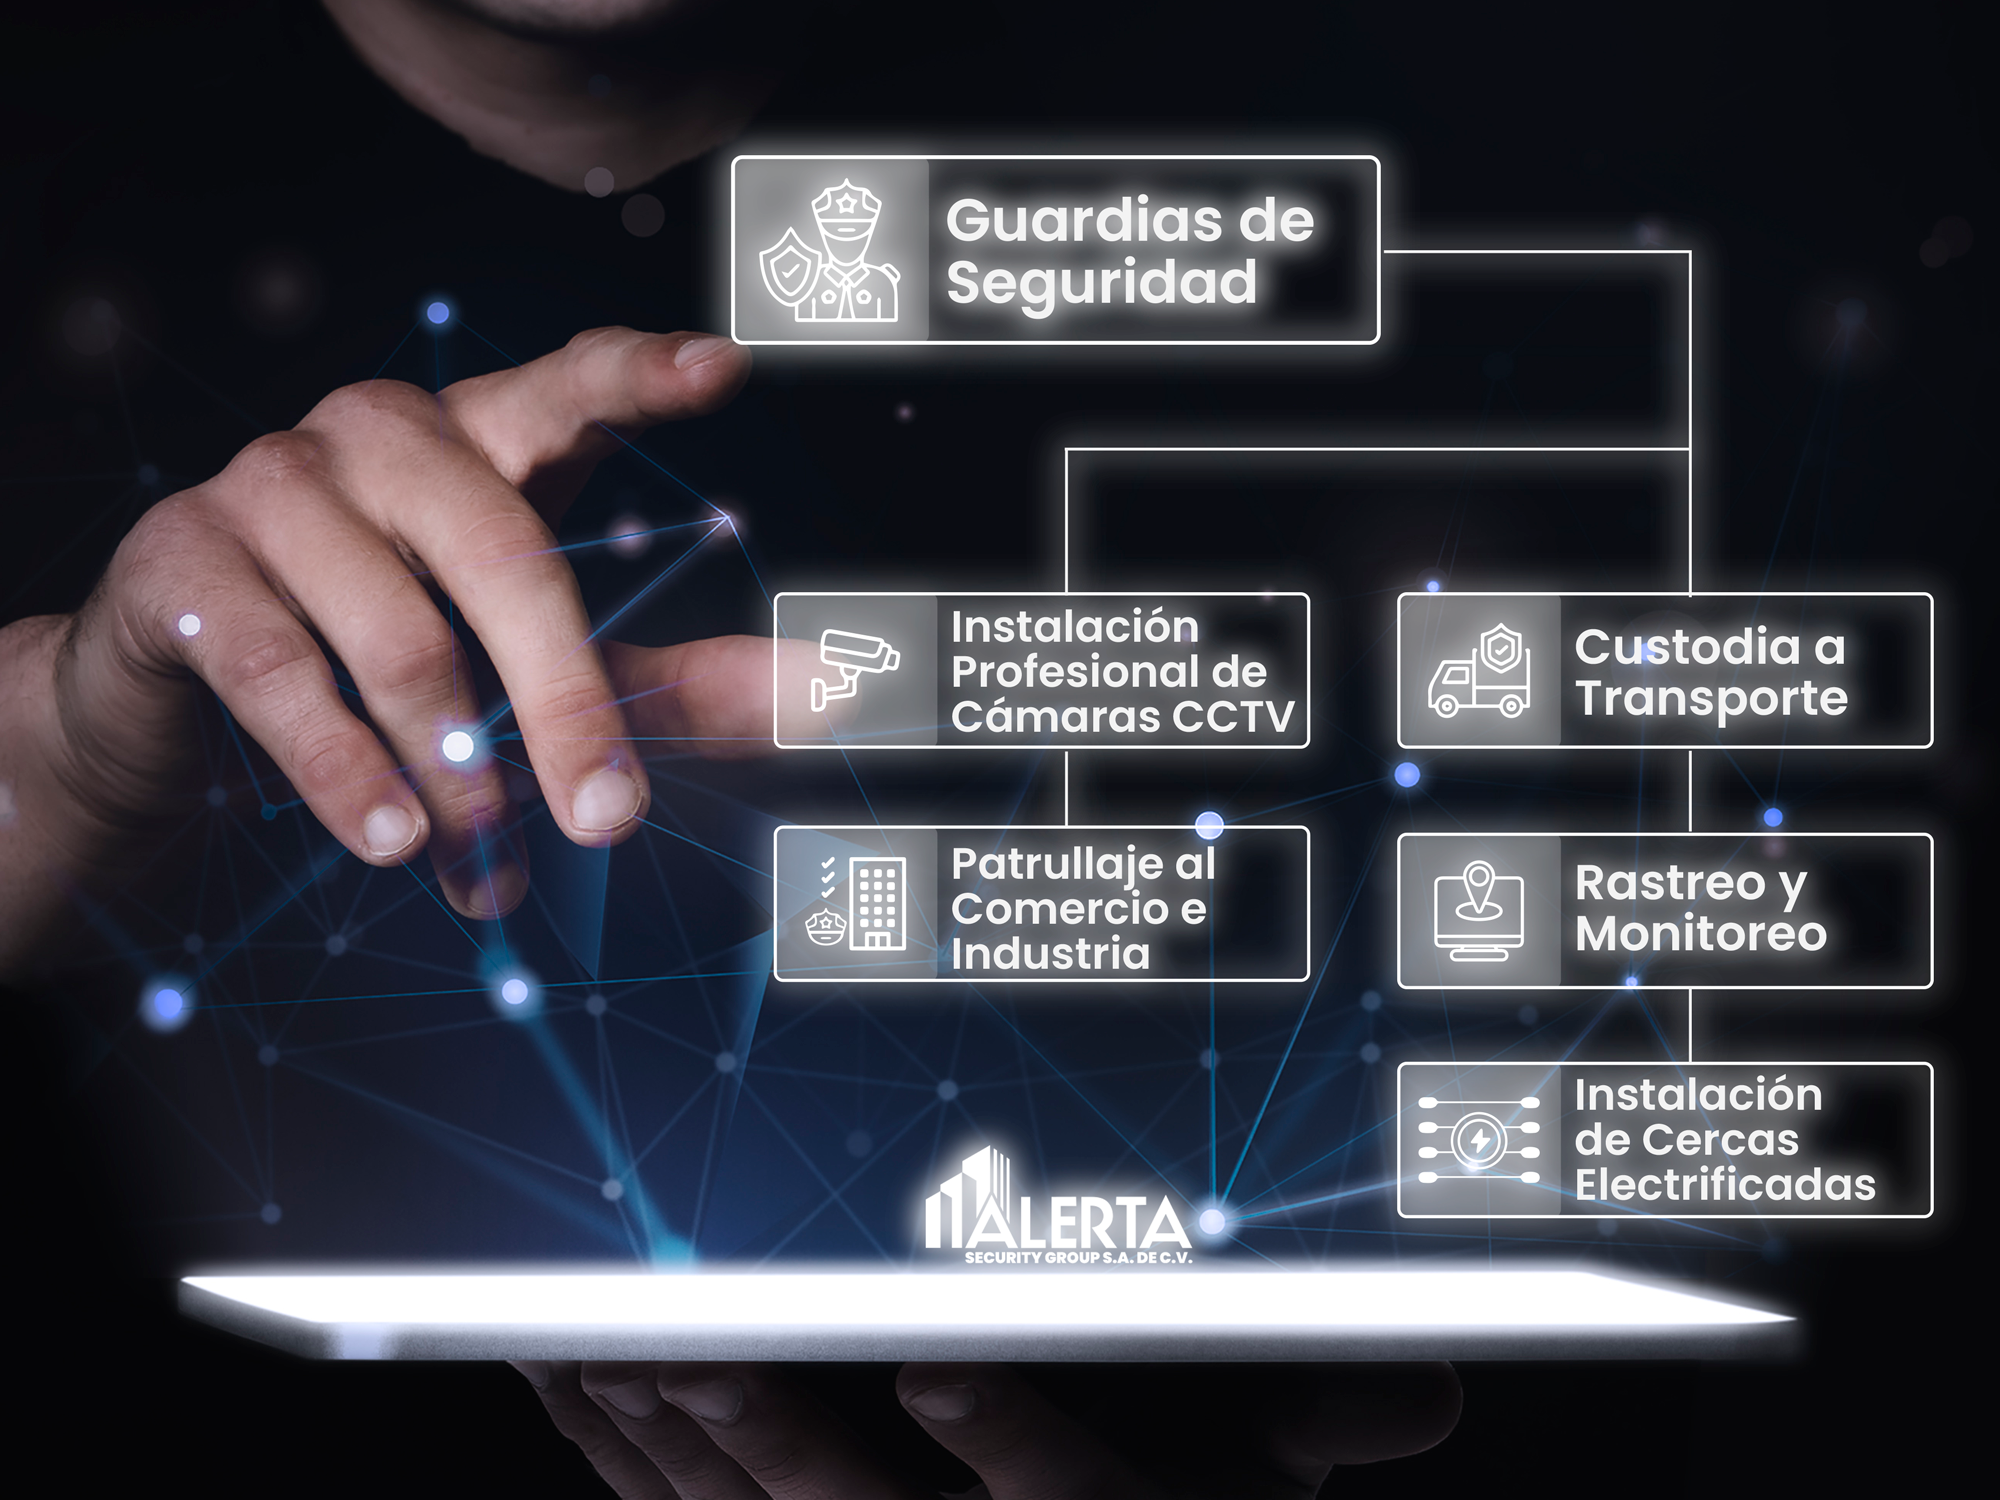 Guardias de
Seguridad
Instalación
Profesional de
Cámaras CCTV
Custodia a
Transporte
Patrullaje al
Comercio e
Industria
Rastreo y
Monitoreo
Instalación
de Cercas
Electrificadas
ALERTA
SECURITY GROUP S.A. DE C.V.